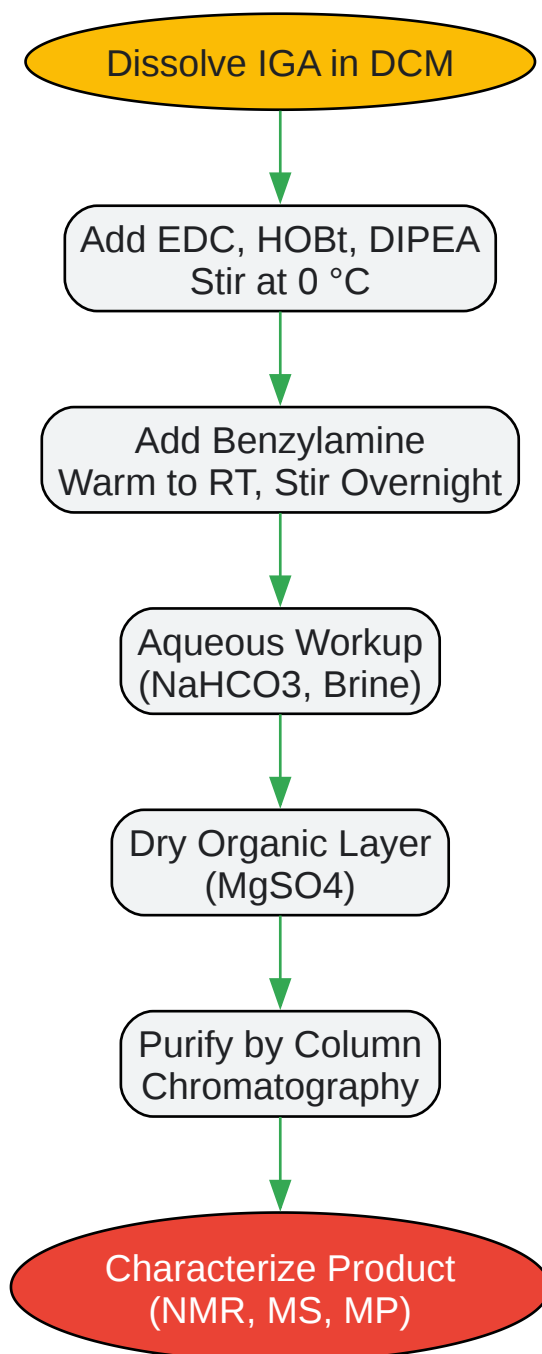 Dissolve IGA in DCM
Add EDC, HOBt, DIPEA
Stir at 0 °C
Add Benzylamine
Warm to RT, Stir Overnight
Aqueous Workup
(NaHCO3, Brine)
Dry Organic Layer
(MgSO4)
Purify by Column
Chromatography
Characterize Product
(NMR, MS, MP)